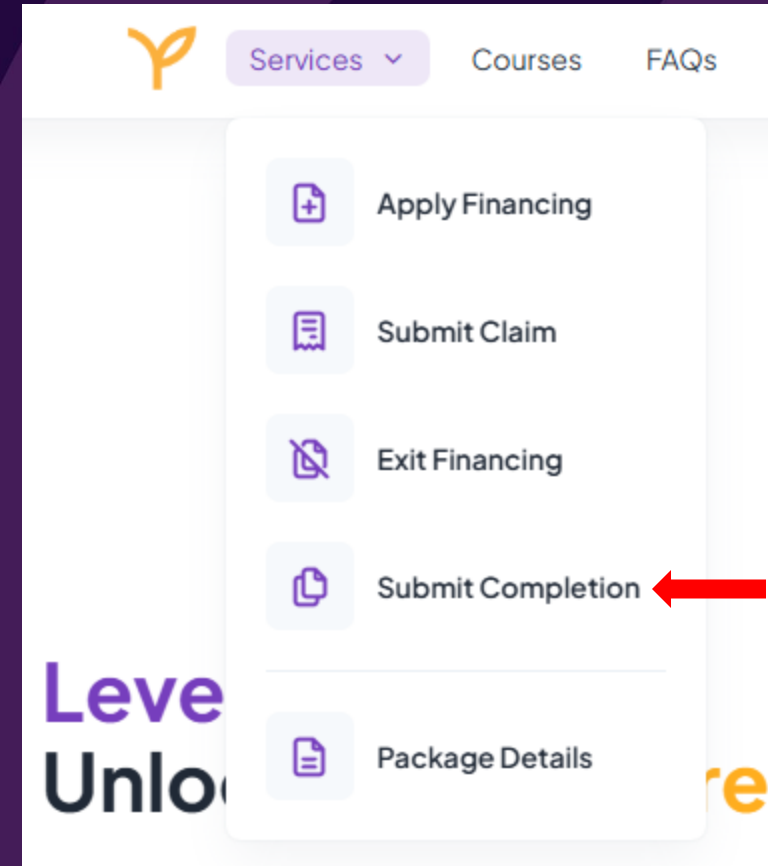 Services
Courses
FAQs
Apply Financing
Submit Claim
Exit Financing
Submit Completion
Package Details